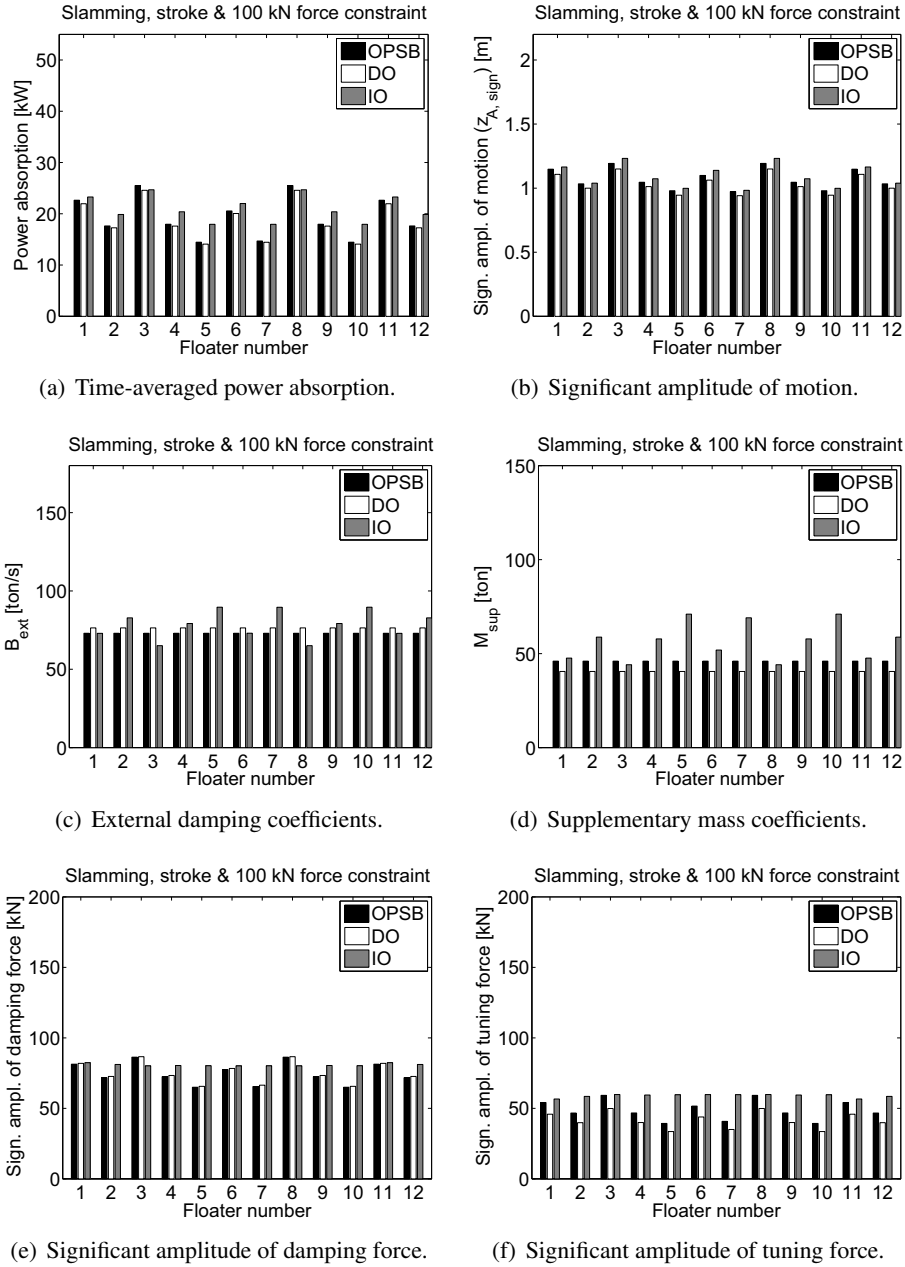 Slamming, stroke & 100 kN force constraint
Power absorption [kW]
50
40
30
20
10
0
OPSB
DO
IO
1 2 3 4 5 6 7 8 9 10 11 12
Floater number
(a) Time-averaged power absorption.
Slamming, stroke & 100 kN force constraint
Sign. ampl. of motion (z_A, sign) [m]
2
1.5
1
0.5
0
OPSB
DO
IO
1 2 3 4 5 6 7 8 9 10 11 12
Floater number
(b) Significant amplitude of motion.
Slamming, stroke & 100 kN force constraint
B_ext [ton/s]
150
100
50
0
OPSB
DO
IO
1 2 3 4 5 6 7 8 9 10 11 12
Floater number
(c) External damping coefficients.
Slamming, stroke & 100 kN force constraint
M_sup [ton]
150
100
50
0
OPSB
DO
IO
1 2 3 4 5 6 7 8 9 10 11 12
Floater number
(d) Supplementary mass coefficients.
Slamming, stroke & 100 kN force constraint
Sign. ampl. of damping force [kN]
200
150
100
50
0
OPSB
DO
IO
1 2 3 4 5 6 7 8 9 10 11 12
Floater number
(e) Significant amplitude of damping force.
Slamming, stroke & 100 kN force constraint
Sign. ampl. of tuning force [kN]
200
150
100
50
0
OPSB
DO
IO
1 2 3 4 5 6 7 8 9 10 11 12
Floater number
(f) Significant amplitude of tuning force.